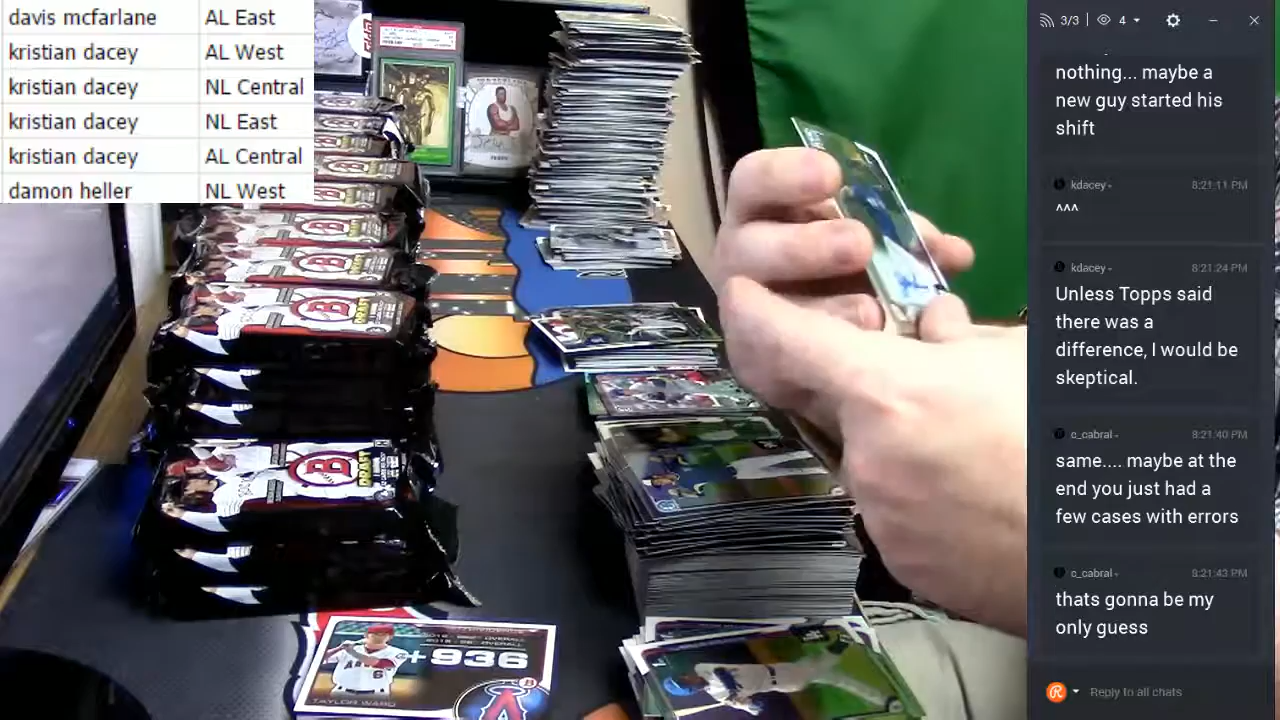 davis mcfarlane AL East
kristian dacey AL West
kristian dacey NL Central
kristian dacey NL East
kristian dacey AL Central
damon heller NL West
3/3 4
nothing... maybe a
new guy started his
shift
kdacey 8:21:11 PM
^^^
kdacey 8:21:24 PM
Unless Topps said
there was a
difference, I would be
skeptical.
c_cabral 8:21:40 PM
same.... maybe at the
end you just had a
few cases with errors
c_cabral 8:21:43 PM
thats gonna be my
only guess
Reply to all chats
B
DRAFT
+936
TAYLOR WARD
A